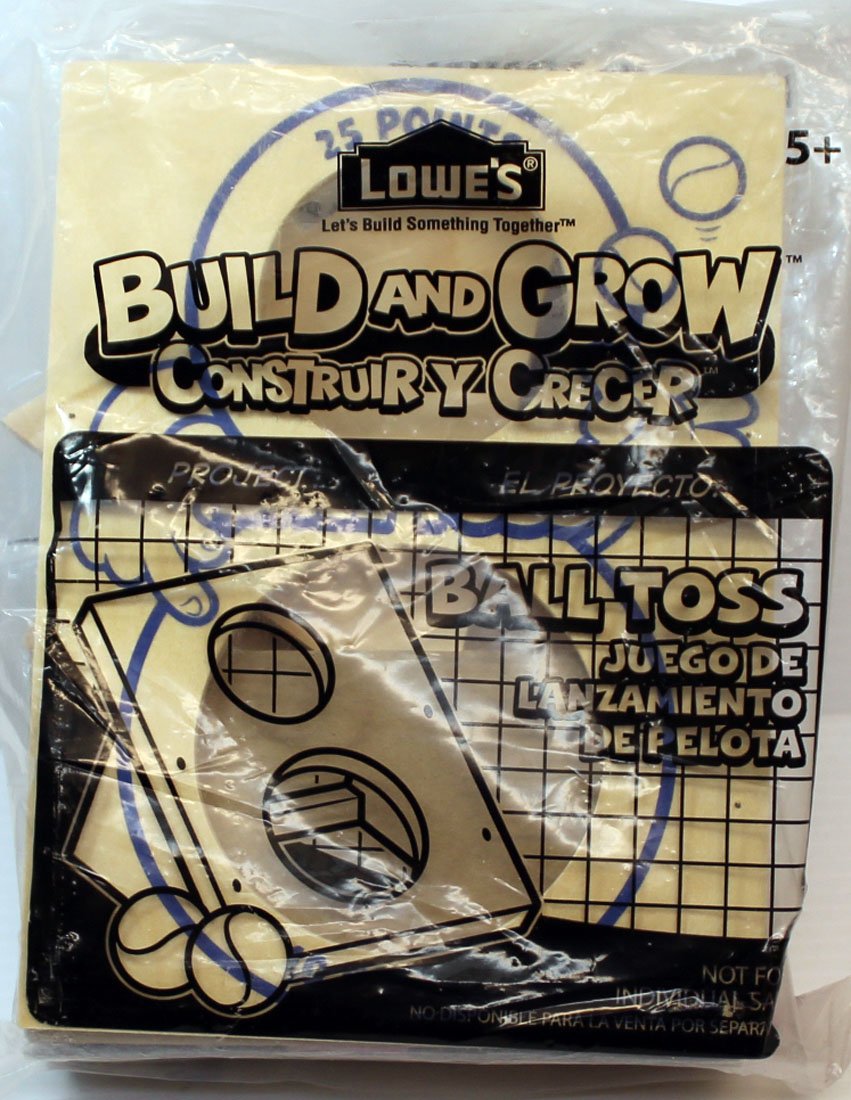 25 POINTS
5+
LOWE'S®
Let's Build Something Together™
BUILD AND GROW™
CONSTRUIR Y CRECER™
PROJECT: EL PROYECTO:
BALL TOSS
JUEGO DE
LANZAMIENTO
DE PELOTA
NOT FO
INDIVIDUAL SA
NO DISPONIBLE PARA LA VENTA POR SEPARA